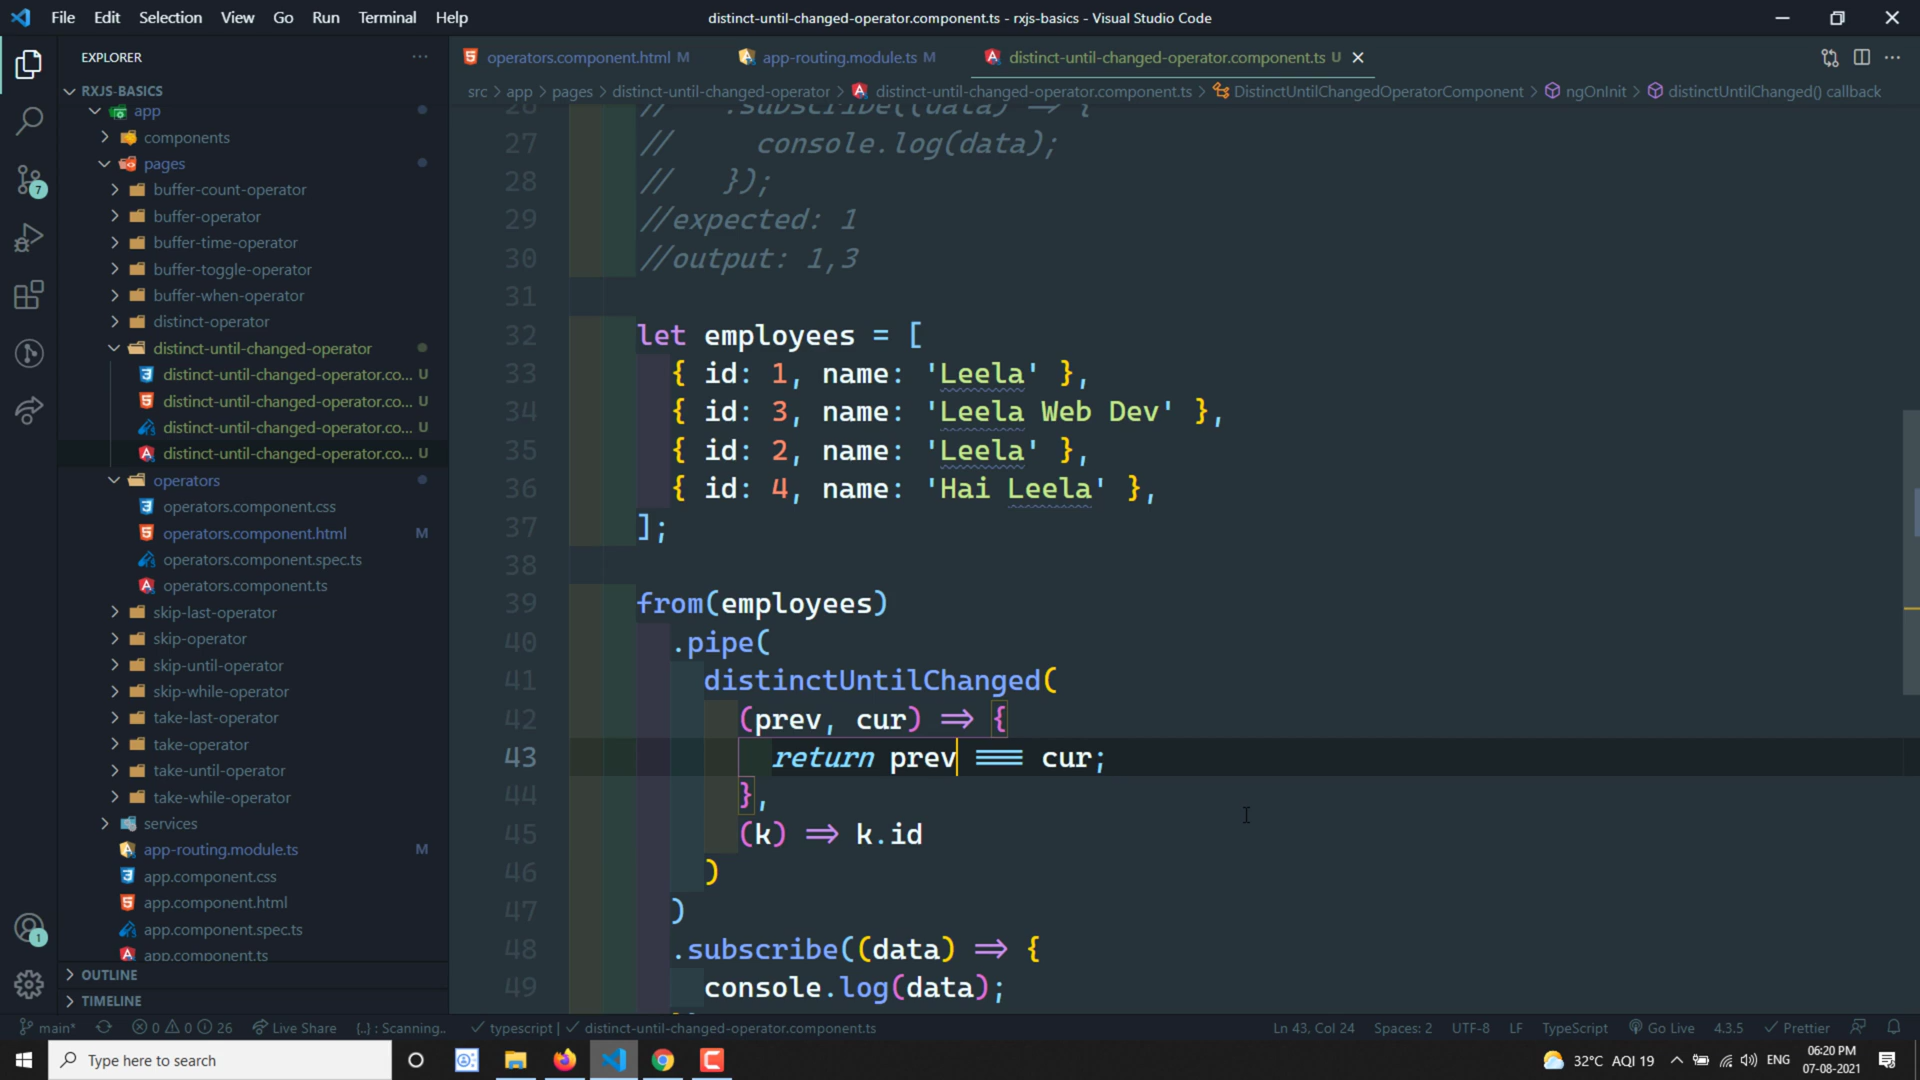 File Edit Selection View Go Run Terminal Help
distinct-until-changed-operator.component.ts - rxjs-basics - Visual Studio Code
EXPLORER
operators.component.html M
app-routing.module.ts M
distinct-until-changed-operator.component.ts U
src > app > pages > distinct-until-changed-operator > distinct-until-changed-operator.component.ts > DistinctUntilChangedOperatorComponent > ngOnInit > distinctUntilChanged() callback
RXJS-BASICS
app
components
pages
buffer-count-operator
buffer-operator
buffer-time-operator
buffer-toggle-operator
buffer-when-operator
distinct-operator
distinct-until-changed-operator
distinct-until-changed-operator.co... U
distinct-until-changed-operator.co... U
distinct-until-changed-operator.co... U
distinct-until-changed-operator.co... U
operators
operators.component.css
operators.component.html M
operators.component.spec.ts
operators.component.ts
skip-last-operator
skip-operator
skip-until-operator
skip-while-operator
take-last-operator
take-operator
take-until-operator
take-while-operator
services
app-routing.module.ts M
app.component.css
app.component.html
app.component.spec.ts
app.component.ts
OUTLINE
TIMELINE
7
1
26 // .subscribe((data) => {
27 // console.log(data);
28 // });
29 //expected: 1
30 //output: 1,3
31
32 let employees = [
33 { id: 1, name: 'Leela' },
34 { id: 3, name: 'Leela Web Dev' },
35 { id: 2, name: 'Leela' },
36 { id: 4, name: 'Hai Leela' },
37 ];
38
39 from(employees)
40 .pipe(
41 distinctUntilChanged(
42 (prev, cur) => {
43 return prev === cur;
44 },
45 (k) => k.id
46 )
47 )
48 .subscribe((data) => {
49 console.log(data);
main* 0 0 26 Live Share {..} : Scanning.. typescript | distinct-until-changed-operator.component.ts Ln 43, Col 24 Spaces: 2 UTF-8 LF TypeScript Go Live 4.3.5 Prettier
Type here to search
32°C AQI 19 ENG 06:20 PM
07-08-2021